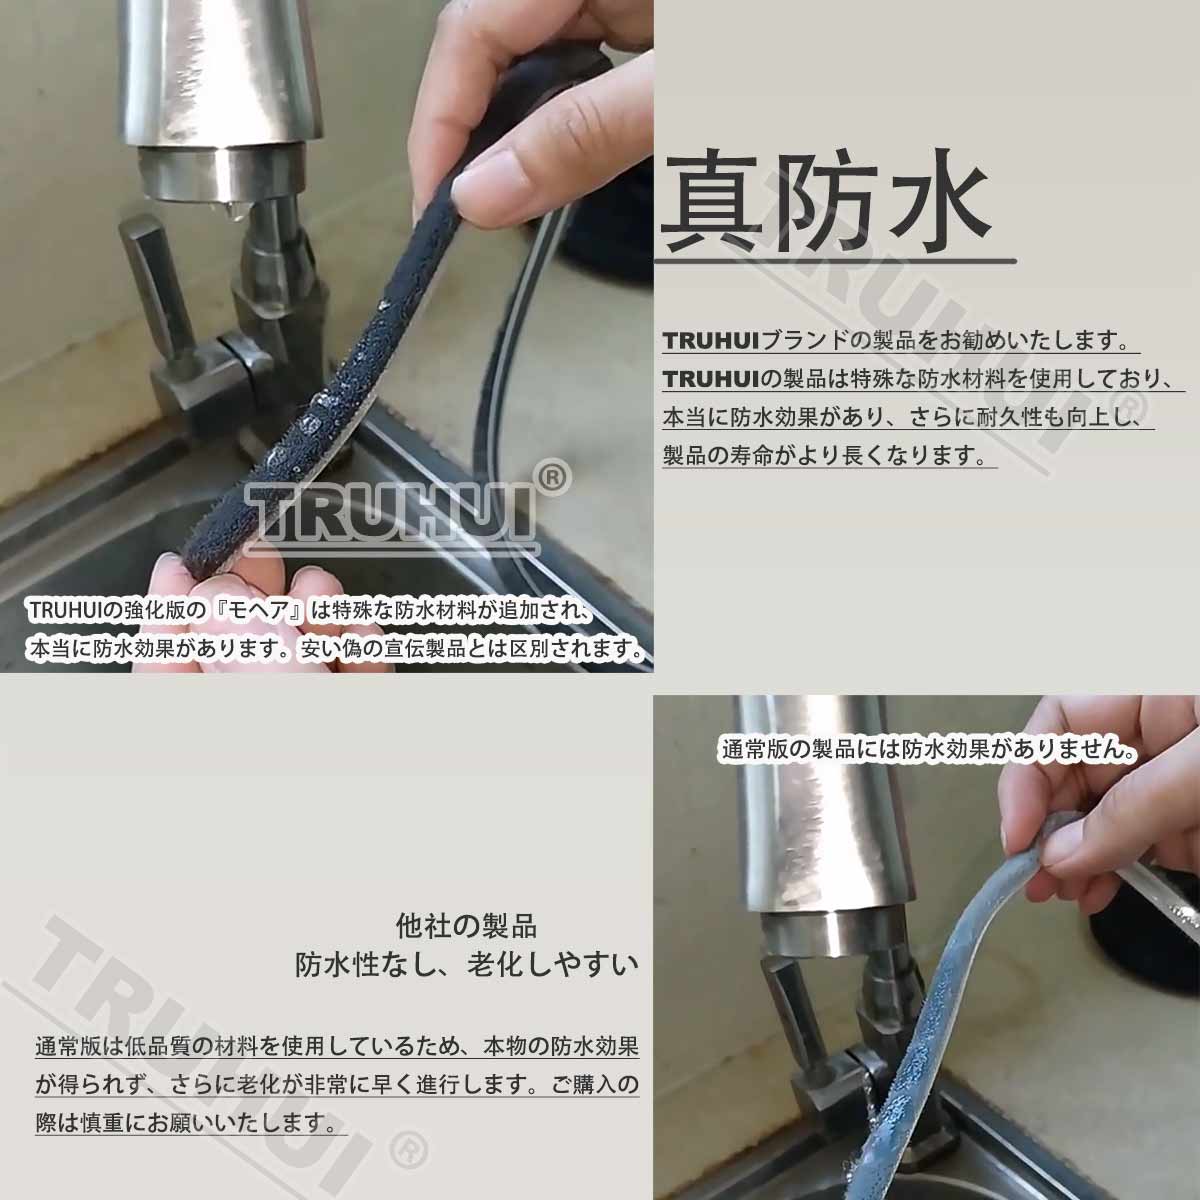 真防水
TRUHUIブランドの製品をお勧めいたします。
TRUHUIの製品は特殊な防水材料を使用しており、
本当に防水効果があり、さらに耐久性も向上し、
製品の寿命がより長くなります。
TRUHUI®
TRUHUI®
TRUHUIの強化版の『モヘア』は特殊な防水材料が追加され、
本当に防水効果があります。安い偽の宣伝製品とは区別されます。
通常版の製品には防水効果がありません。
他社の製品
防水性なし、老化しやすい
通常版は低品質の材料を使用しているため、本物の防水効果
が得られず、さらに老化が非常に早く進行します。ご購入の
際は慎重にお願いいたします。
TRUHUI®